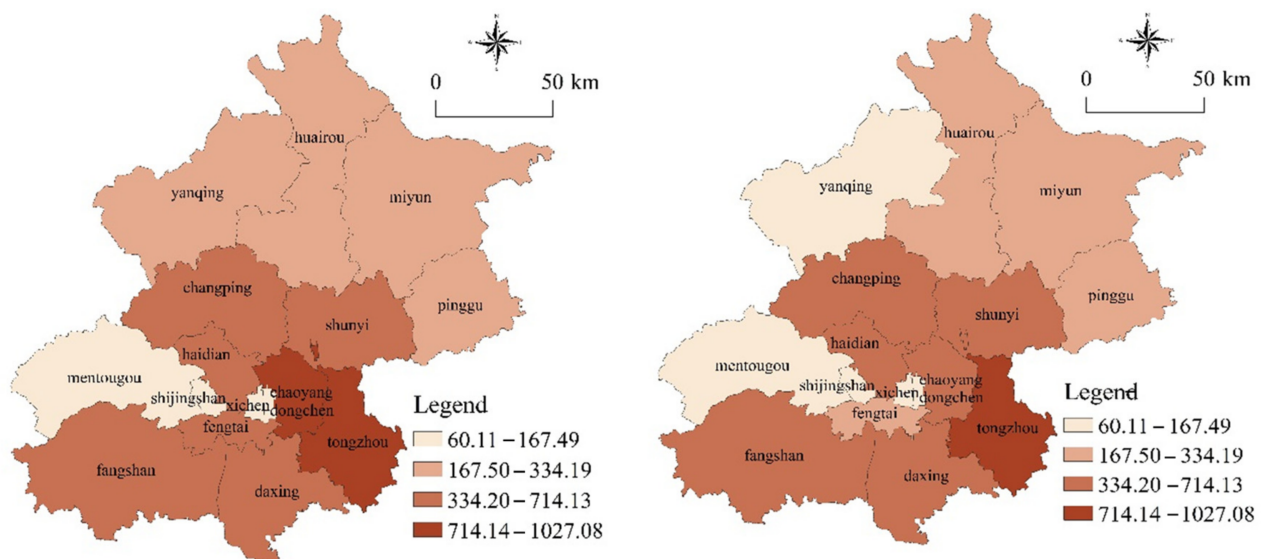 0 50 km
huairou
yanqing
miyun
changping
pinggu
shunyi
haidian
mentougou
chaoyang
shijingshan
xichen
dongchen
fengtai
tongzhou
fangshan
daxing
Legend
60.11 – 167.49
167.50 – 334.19
334.20 – 714.13
714.14 – 1027.08
0 50 km
huairou
yanqing
miyun
changping
pinggu
shunyi
haidian
mentougou
chaoyang
shijingshan
xichen
dongchen
fengtai
tongzhou
fangshan
daxing
Legend
60.11 – 167.49
167.50 – 334.19
334.20 – 714.13
714.14 – 1027.08